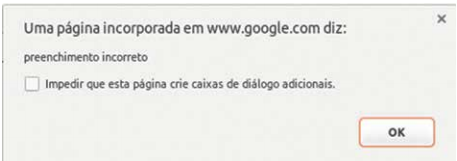 Uma página incorporada em www.google.com diz:
preenchimento incorreto
Impedir que esta página crie caixas de diálogo adicionais.
OK